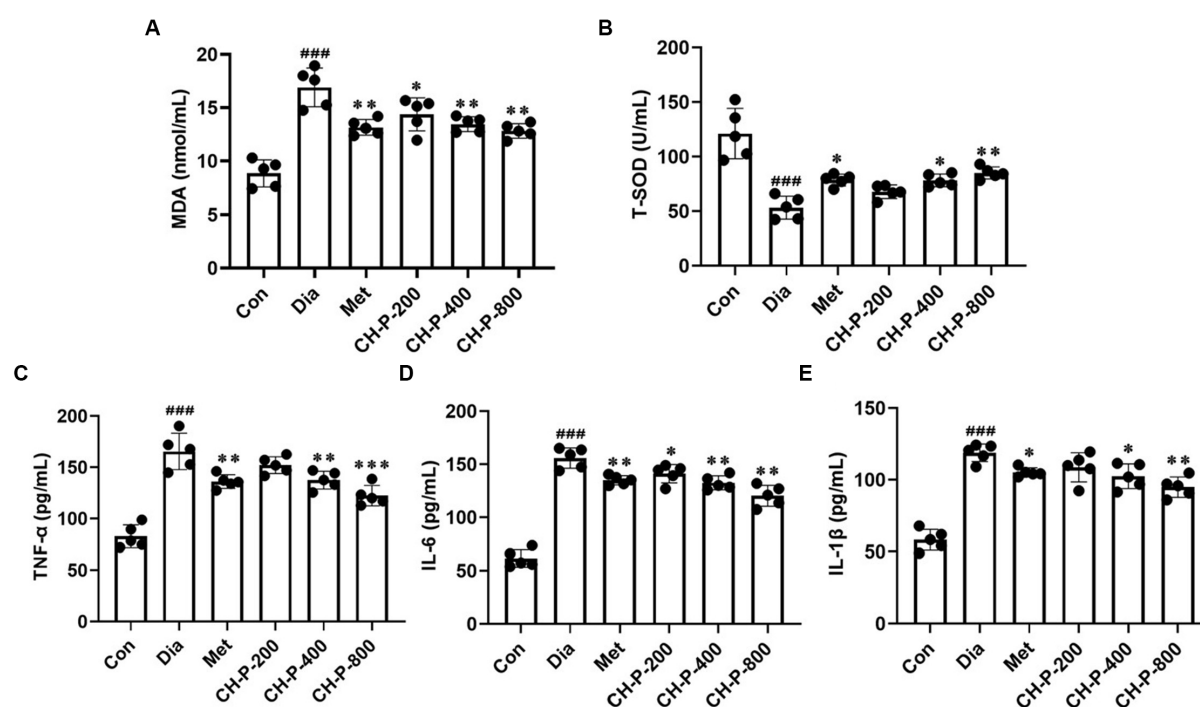 A
MDA (nmol/mL)
20
15
10
5
0
###
**
*
**
**
Con
Dia
Met
CH-P-200
CH-P-400
CH-P-800
B
T-SOD (U/mL)
200
150
100
50
0
###
*
*
**
Con
Dia
Met
CH-P-200
CH-P-400
CH-P-800
C
TNF-α (pg/mL)
200
150
100
50
0
###
**
**
***
Con
Dia
Met
CH-P-200
CH-P-400
CH-P-800
D
IL-6 (pg/mL)
200
150
100
50
0
###
**
*
**
**
Con
Dia
Met
CH-P-200
CH-P-400
CH-P-800
E
IL-1β (pg/mL)
150
100
50
0
###
*
*
**
Con
Dia
Met
CH-P-200
CH-P-400
CH-P-800